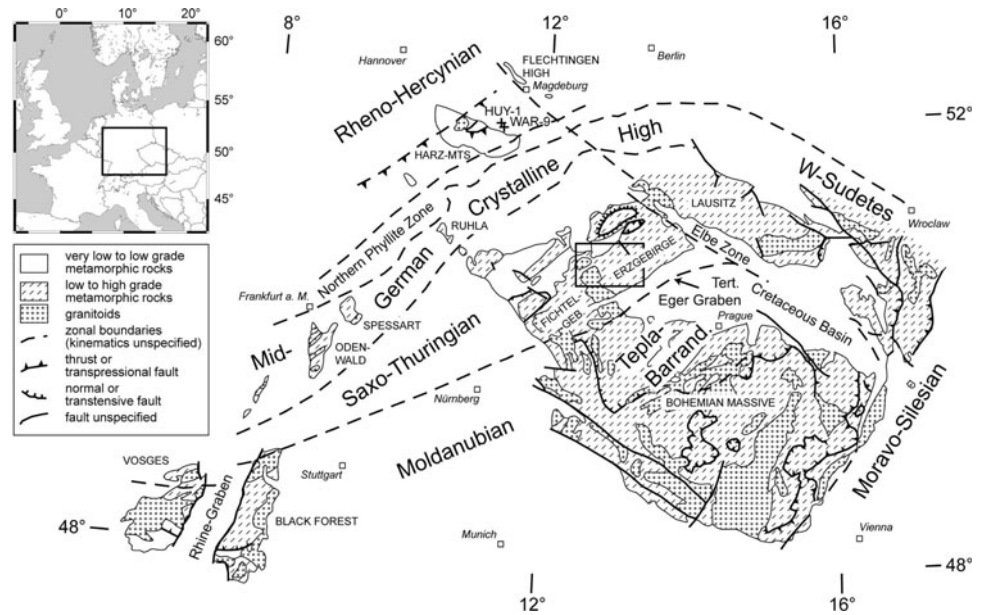 0° 10° 20°
60°
55°
50°
45°
8°
12°
16°
52°
48°
48°
12°
16°
Hannover
Berlin
FLECHTINGEN
HIGH
Magdeburg
Rheno-Hercynian
HUY-1
WAR-9
HARZ-MTS
High
Crystalline
German
Mid-
Northern Phyllite Zone
W-Sudetes
Wroclaw
LAUSITZ
RUHLA
Elbe Zone
ERZGEBIRGE
Tert.
Eger Graben
Cretaceous Basin
Prague
FICHTEL
GEB.
Tepla
Barrand.
Frankfurt a. M.
SPESSART
ODEN-
WALD
Saxo-Thuringian
Nürnberg
BOHEMIAN MASSIVE
Moldanubian
Moravo-Silesian
B
VOSGES
Stuttgart
Rhine-Graben
BLACK FOREST
Munich
Vienna
very low to low grade
metamorphic rocks
low to high grade
metamorphic rocks
granitoids
zonal boundaries
(kinematics unspecified)
thrust or
transpressional fault
normal or
transtensive fault
fault unspecified